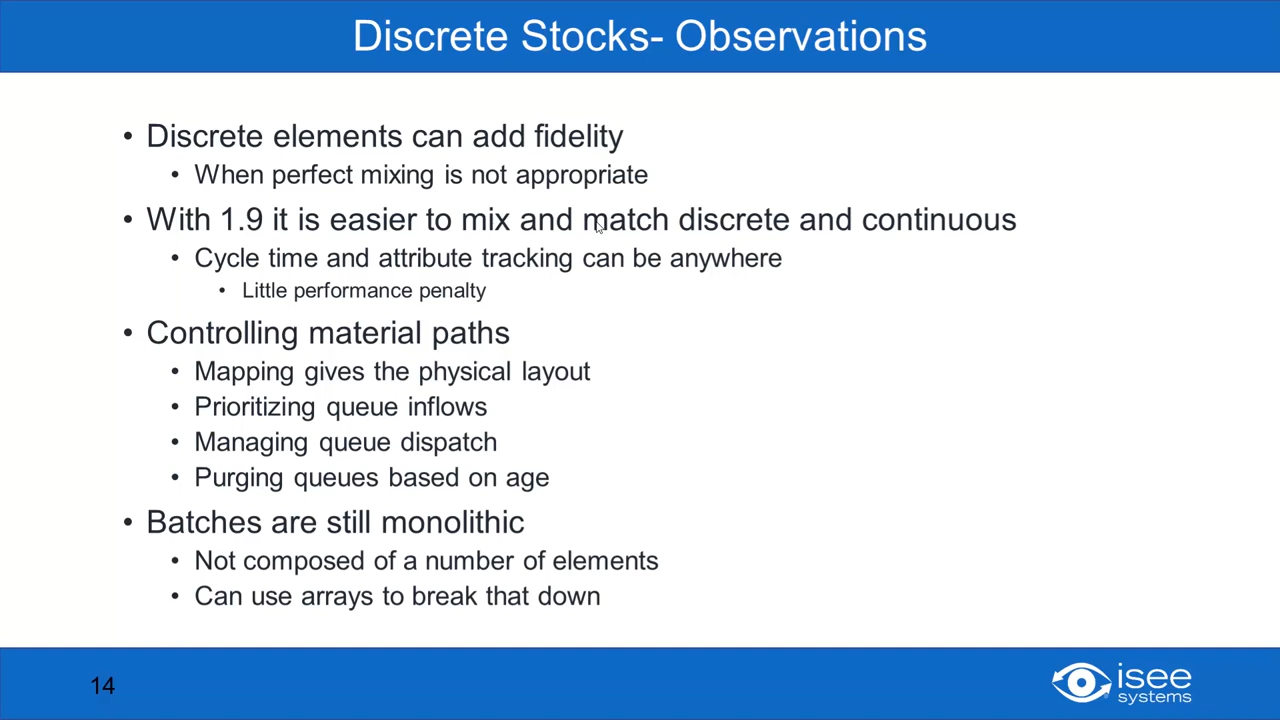 Discrete Stocks- Observations
• Discrete elements can add fidelity
• When perfect mixing is not appropriate
• With 1.9 it is easier to mix and match discrete and continuous
• Cycle time and attribute tracking can be anywhere
• Little performance penalty
• Controlling material paths
• Mapping gives the physical layout
• Prioritizing queue inflows
• Managing queue dispatch
• Purging queues based on age
• Batches are still monolithic
• Not composed of a number of elements
• Can use arrays to break that down
14
isee
systems